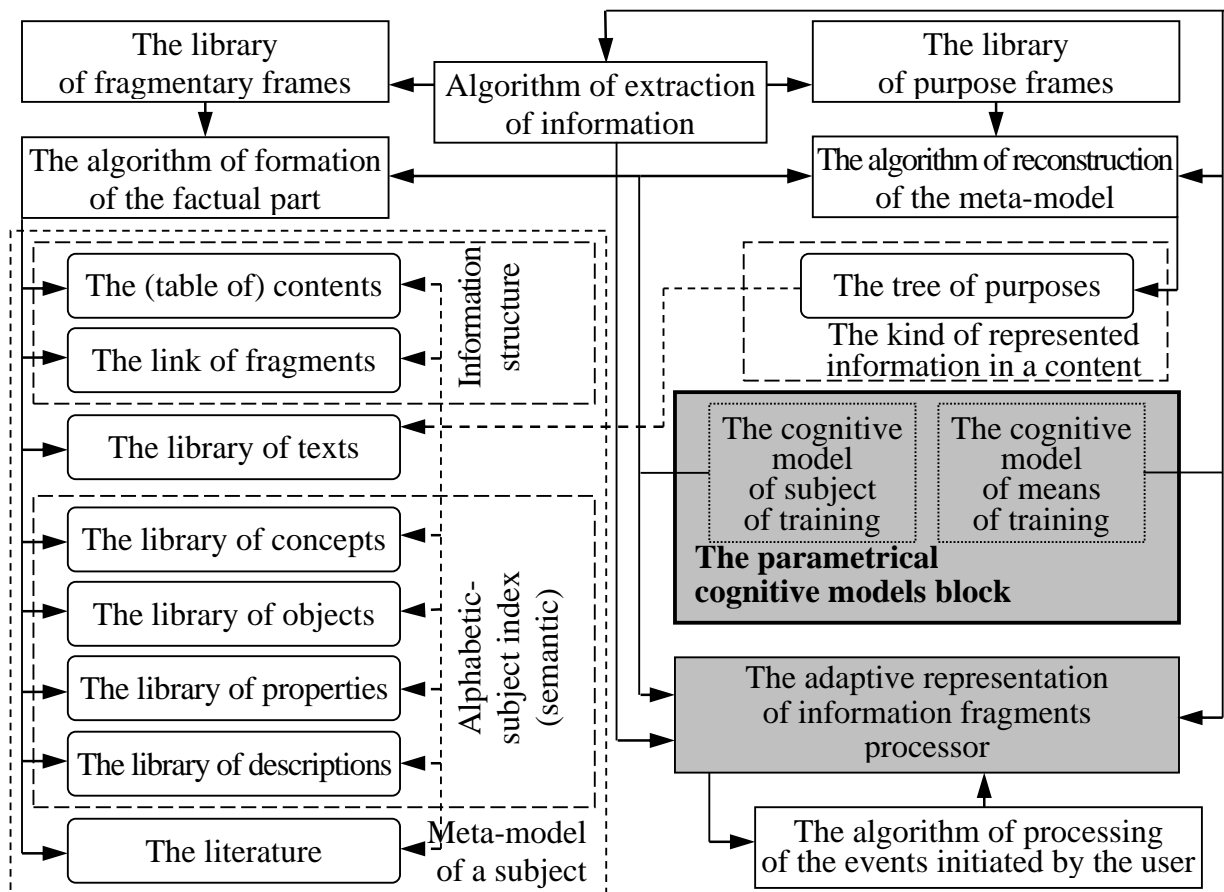 The library
of fragmentary frames
Algorithm of extraction
of information
The library
of purpose frames
The algorithm of formation
of the factual part
The algorithm of reconstruction
of the meta-model
The (table of) contents
The link of fragments
Information
structure
The tree of purposes
The kind of represented
information in a content
The library of texts
The cognitive
model
of subject
of training
The cognitive
model
of means
of training
The parametrical
cognitive models block
The library of concepts
The library of objects
The library of properties
The library of descriptions
Alphabetic-
subject index
(semantic)
The adaptive representation
of information fragments
processor
The literature
Meta-model
of a subject
The algorithm of processing
of the events initiated by the user